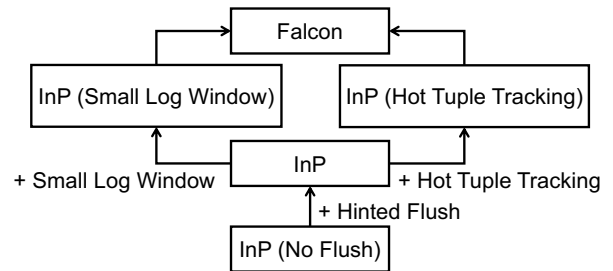 Falcon
InP (Small Log Window)
InP (Hot Tuple Tracking)
InP
+ Small Log Window
+ Hot Tuple Tracking
+ Hinted Flush
InP (No Flush)